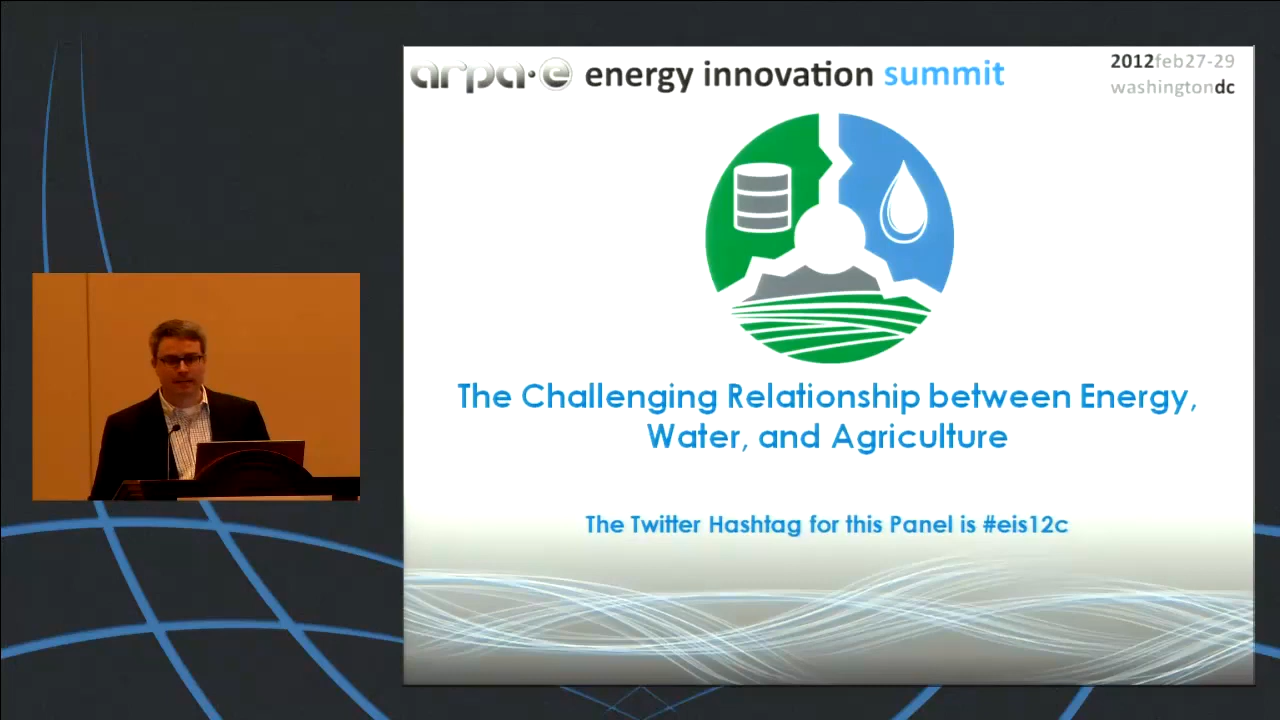 arpa·e energy innovation summit
2012feb27-29
washingtondc
The Challenging Relationship between Energy,
Water, and Agriculture
The Twitter Hashtag for this Panel is #eis12c